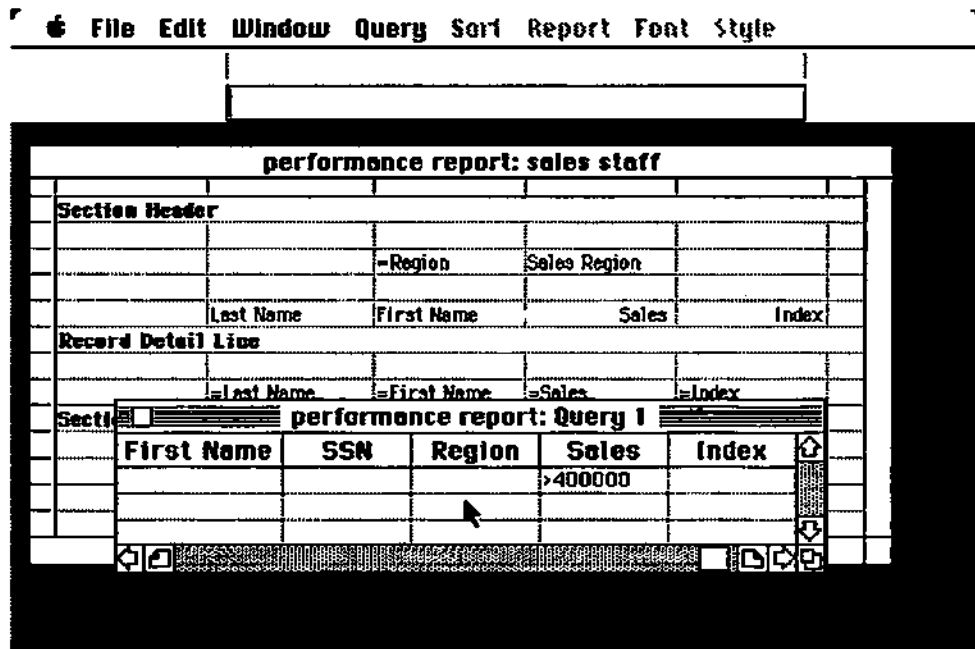 File Edit Window Query Sort Report Font Style
performance report: sales staff
Section Header
=Region Sales Region
Last Name First Name Sales Index
Record Detail Line
=Last Name =First Name =Sales =Index
performance report: Query 1
First Name SSN Region Sales Index
>400000